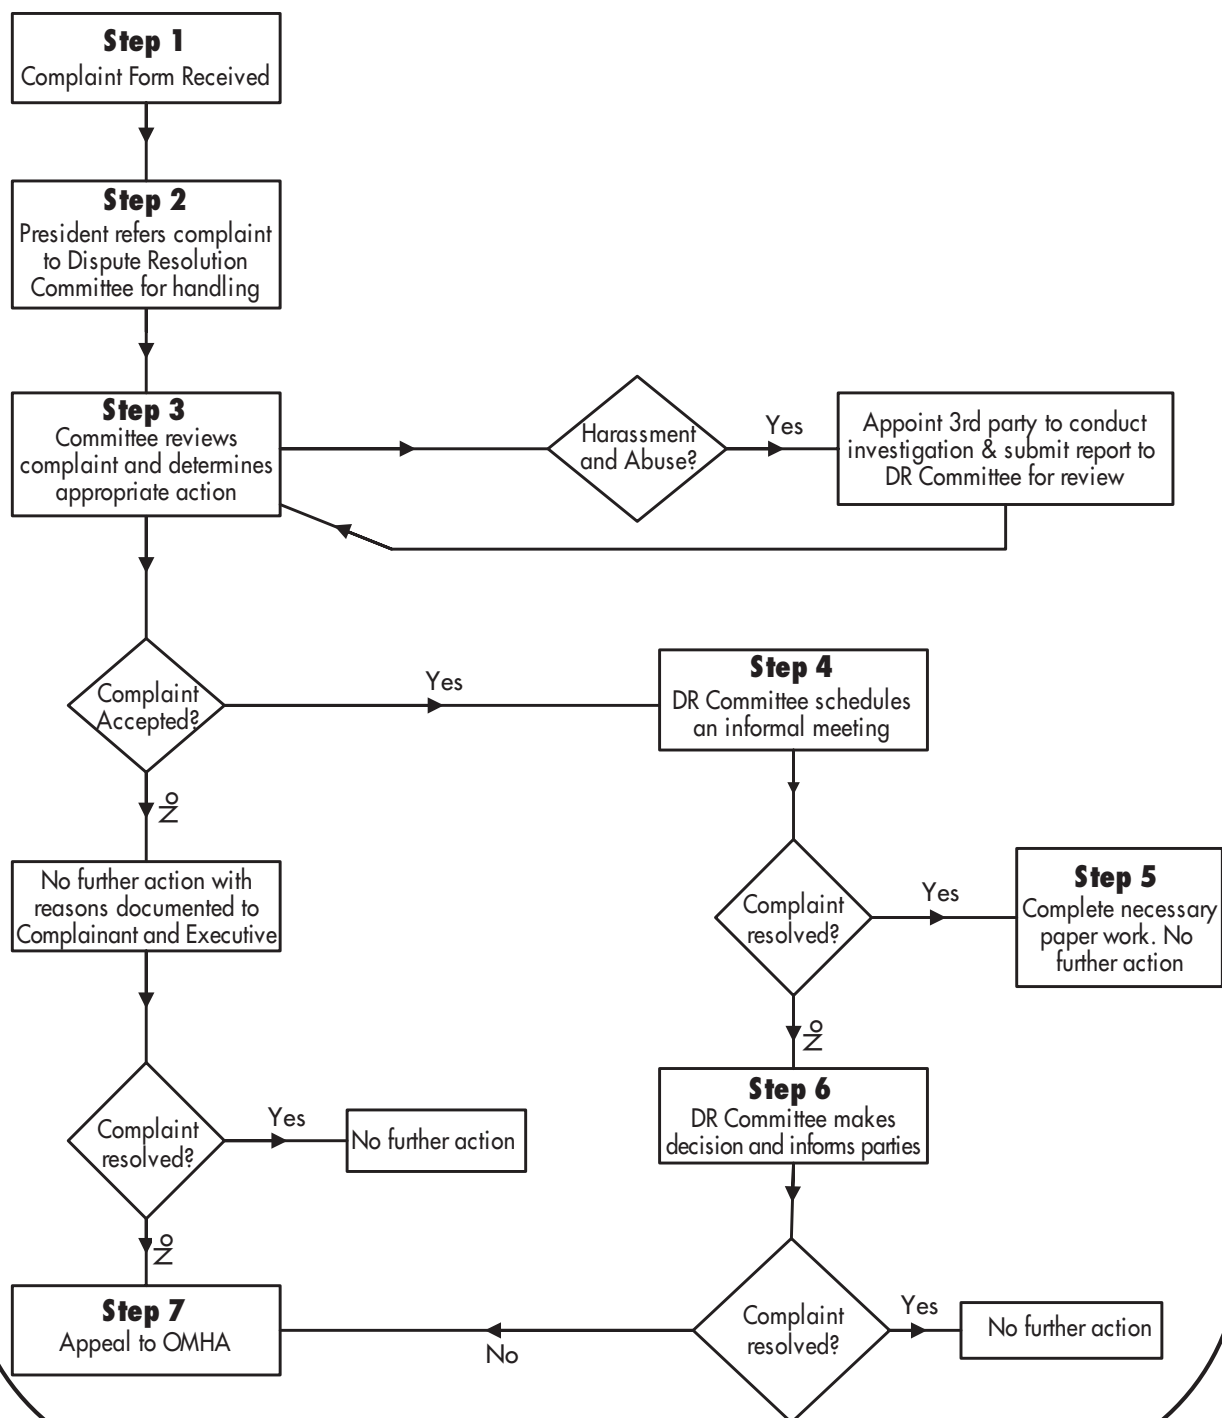 Step 1
Complaint Form Received
Step 2
President refers complaint
to Dispute Resolution
Committee for handling
Step 3
Committee reviews
complaint and determines
appropriate action
Harassment
and Abuse?
Yes
Appoint 3rd party to conduct
investigation & submit report to
DR Committee for review
Complaint
Accepted?
Yes
Step 4
DR Committee schedules
an informal meeting
No
No further action with
reasons documented to
Complainant and Executive
Complaint
resolved?
Yes
Step 5
Complete necessary
paper work. No
further action
No
Step 6
DR Committee makes
decision and informs parties
Complaint
resolved?
Yes
No further action
No
Step 7
Appeal to OMHA
No
Complaint
resolved?
Yes
No further action